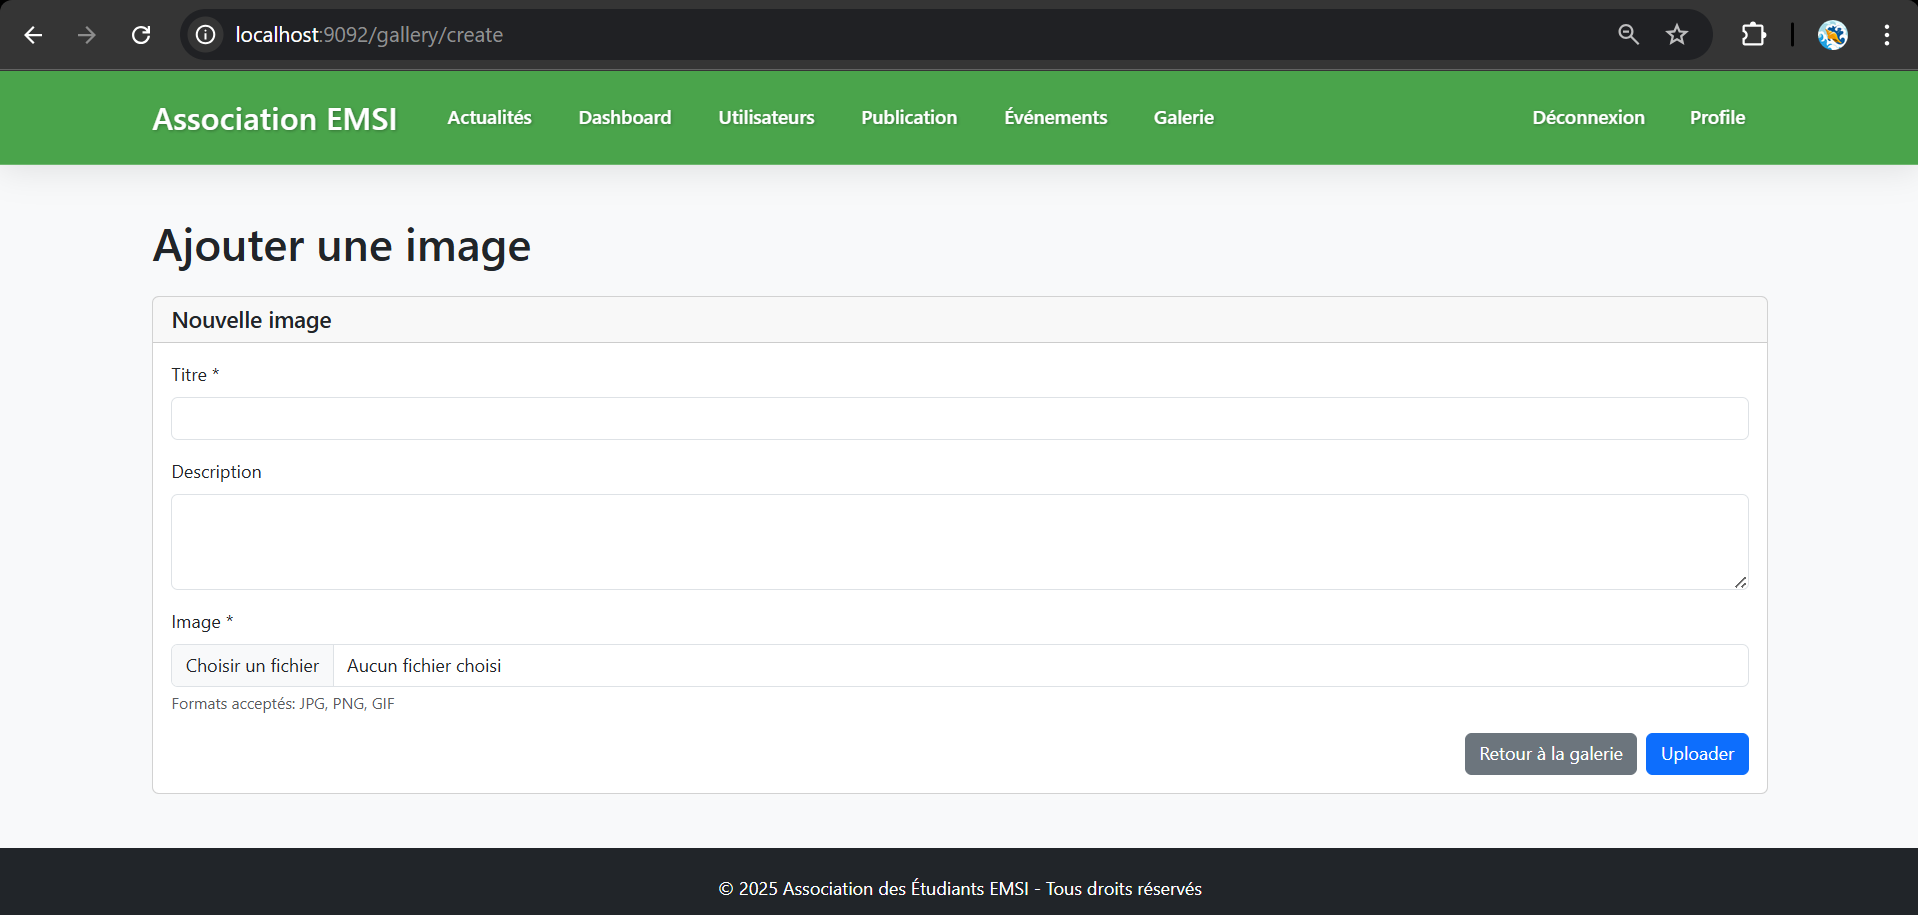 localhost:9092/gallery/create
Association EMSI Actualités Dashboard Utilisateurs Publication Événements Galerie Déconnexion Profile
Ajouter une image
Nouvelle image
Titre *
Description
Image *
Choisir un fichier Aucun fichier choisi
Formats acceptés: JPG, PNG, GIF
Retour à la galerie Uploader
© 2025 Association des Étudiants EMSI - Tous droits réservés